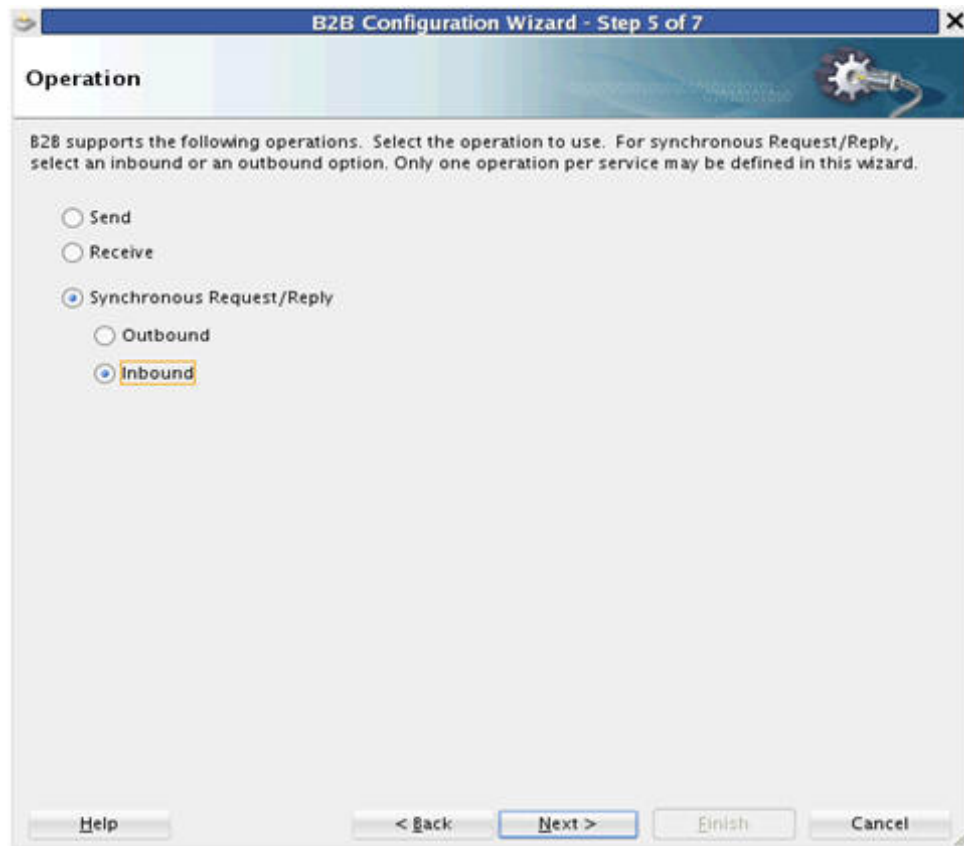 B2B Configuration Wizard - Step 5 of 7
Operation
B2B supports the following operations.  Select the operation to use.  For synchronous Request/Reply,
select an inbound or an outbound option. Only one operation per service may be defined in this wizard.
Send
Receive
Synchronous Request/Reply
Outbound
Inbound
Help
< Back
Next >
Finish
Cancel